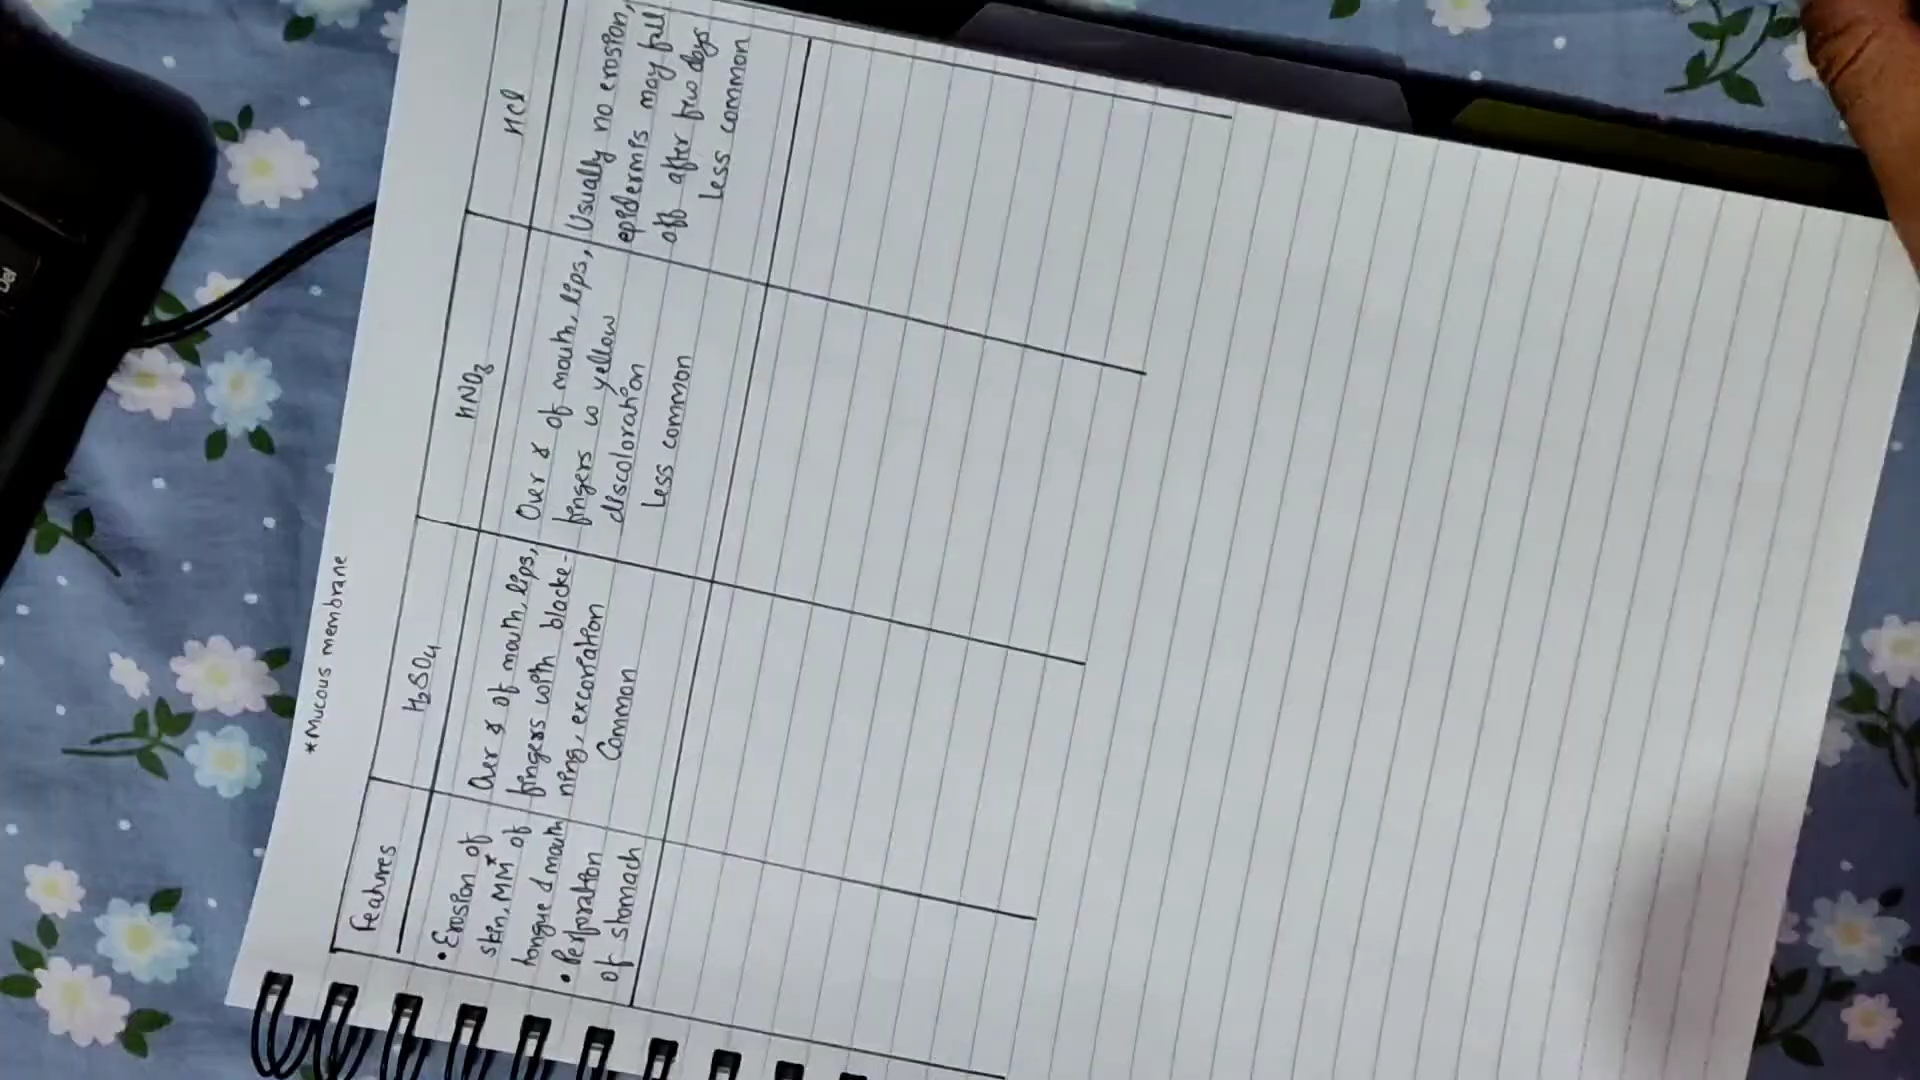 *Mucous membrane
Features
H₂SO₄
HNO₃
HCl
• Erosion of
skin, MM* of
tongue & mouth
• Perforation
of stomach
Over & of mouth, lips,
fingers with blacke-
ning, excoriation
Common
Over & of mouth, lips,
fingers is yellow
discoloration
Less common
Usually no erosion,
epidermis may fall
off after few days
Less common
Del